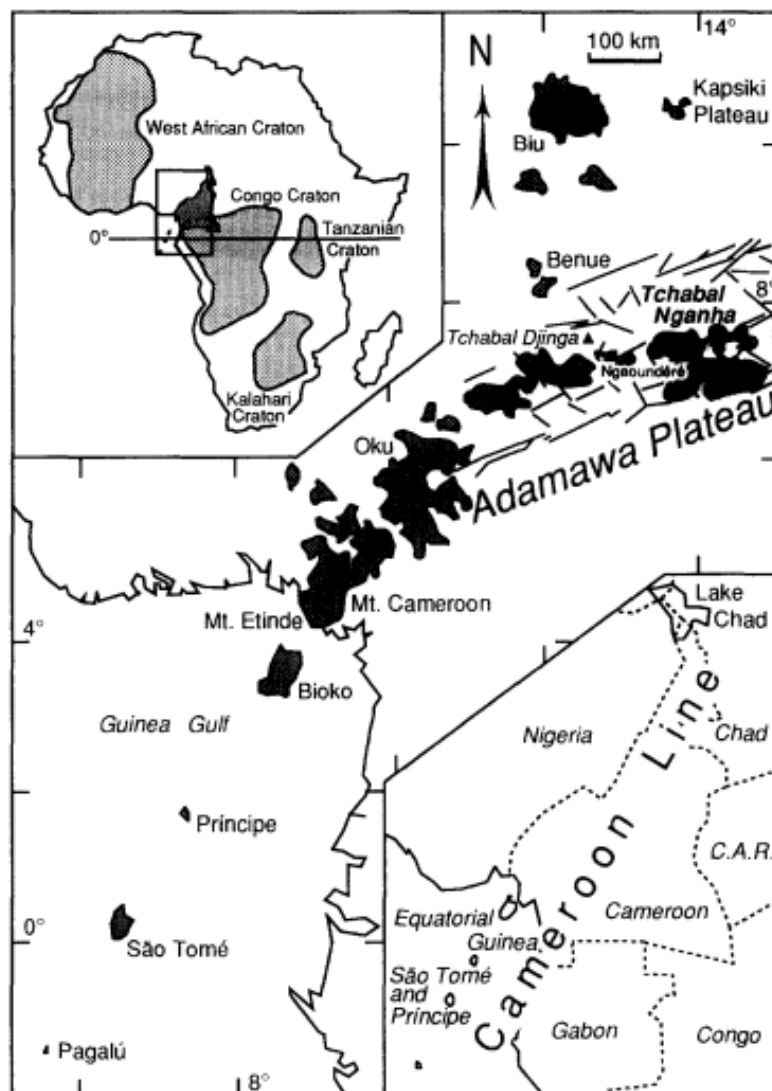 N
100 km
14°
Kapsiki
Plateau
Biu
West African Craton
Congo Craton
0°
Tanzanian
Craton
Kalahari
Craton
Benue
8°
Tchabal
Nganha
Tchabal Djinga
Ngaoundéré
Oku
Adamawa Plateau
Mt. Etinde
Mt. Cameroon
4°
Bioko
Guinea Gulf
Príncipe
0°
São Tomé
Pagalú
8°
Lake
Chad
Cameroon Line
Nigeria
Chad
C.A.R.
Cameroon
Equatorial
Guinea
São Tomé
and
Príncipe
Gabon
Congo